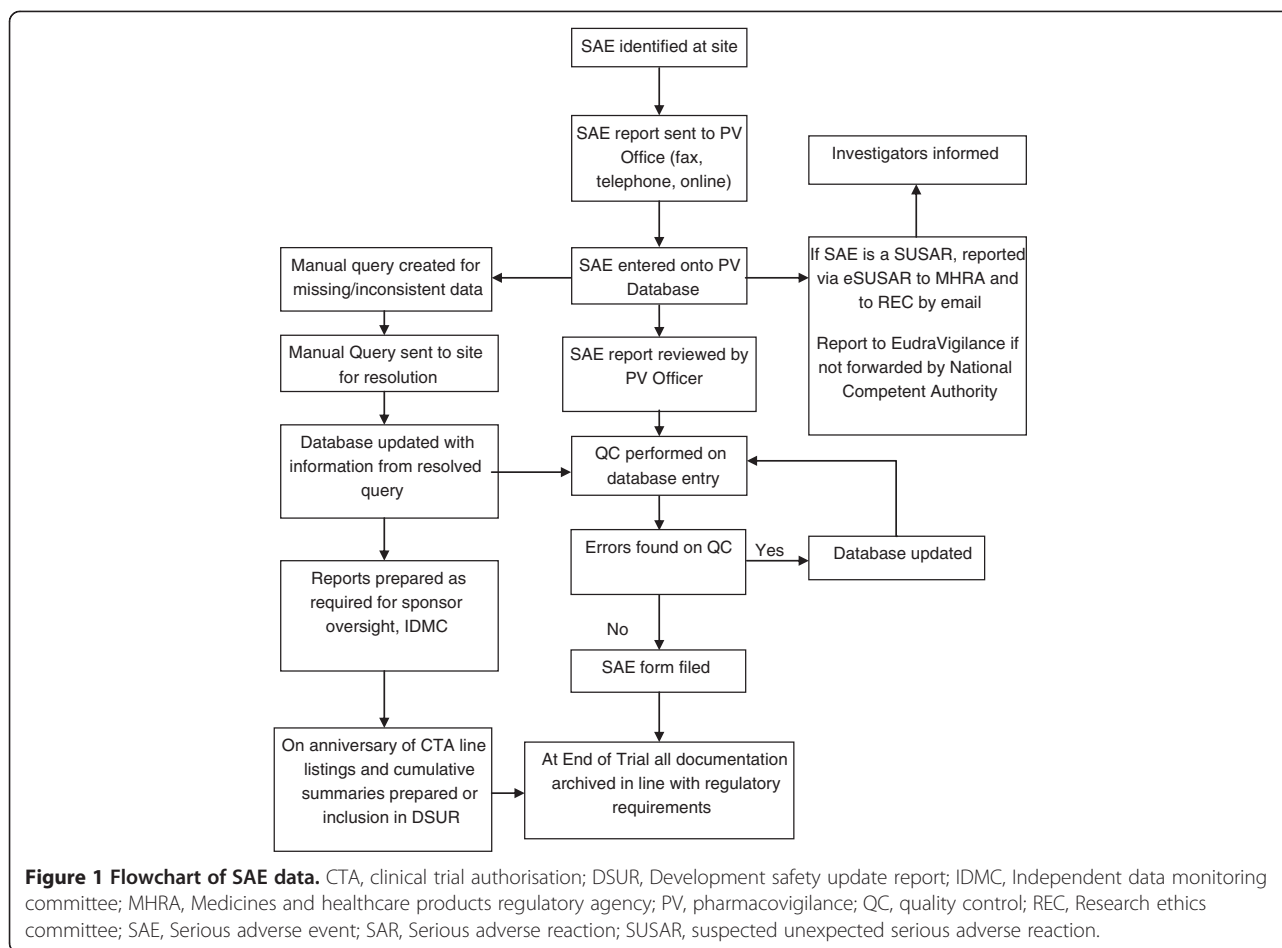 SAE identified at site
SAE report sent to PV
Office (fax,
telephone, online)
Investigators informed
Manual query created for
missing/inconsistent data
SAE entered onto PV
Database
If SAE is a SUSAR, reported
via eSUSAR to MHRA and
to REC by email
Report to EudraVigilance if
not forwarded by National
Competent Authority
Manual Query sent to site
for resolution
SAE report reviewed by
PV Officer
Database updated with
information from resolved
query
QC performed on
database entry
Errors found on QC
Yes
Database updated
Reports prepared as
required for sponsor
oversight, IDMC
No
SAE form filed
On anniversary of CTA line
listings and cumulative
summaries prepared or
inclusion in DSUR
At End of Trial all documentation
archived in line with regulatory
requirements
Figure 1 Flowchart of SAE data. CTA, clinical trial authorisation; DSUR, Development safety update report; IDMC, Independent data monitoring
committee; MHRA, Medicines and healthcare products regulatory agency; PV, pharmacovigilance; QC, quality control; REC, Research ethics
committee; SAE, Serious adverse event; SAR, Serious adverse reaction; SUSAR, suspected unexpected serious adverse reaction.